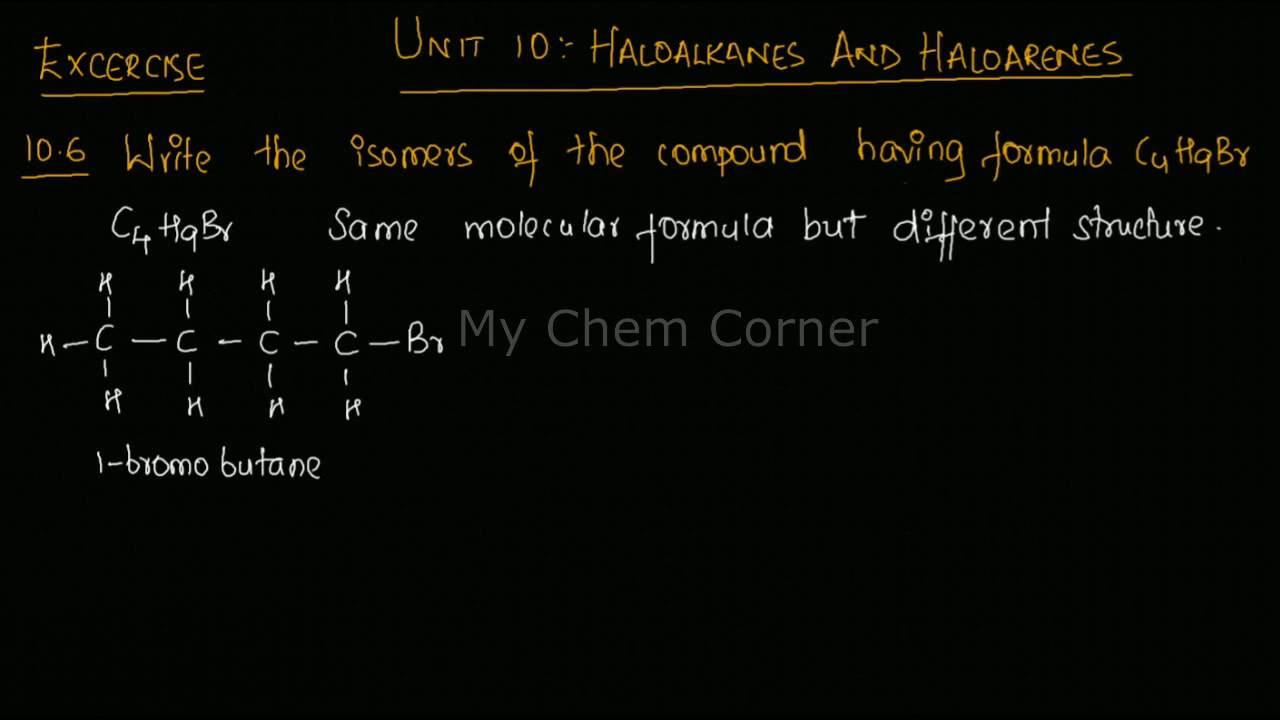 EXCERCISE
UNIT 10:- HALOALKANES AND HALOARENES
10.6 Write the isomers of the compound having formula C₄H₉Br
C₄H₉Br Same molecular formula but different structure.
H H H H
H-C-C-C-C-Br
H H H H
My Chem Corner
1-bromo butane